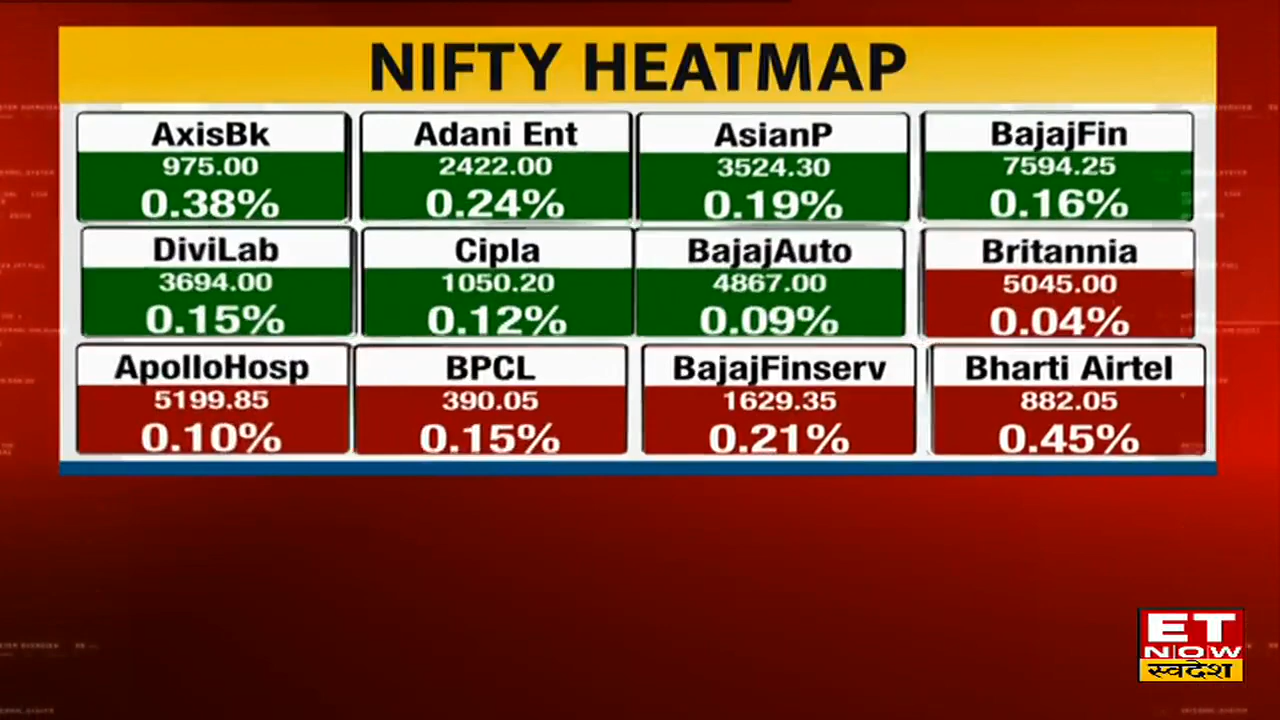 NIFTY HEATMAP
AxisBk
975.00
0.38%
Adani Ent
2422.00
0.24%
AsianP
3524.30
0.19%
BajajFin
7594.25
0.16%
DiviLab
3694.00
0.15%
Cipla
1050.20
0.12%
BajajAuto
4867.00
0.09%
Britannia
5045.00
0.04%
ApolloHosp
5199.85
0.10%
BPCL
390.05
0.15%
BajajFinserv
1629.35
0.21%
Bharti Airtel
882.05
0.45%
ET
NOW
स्वदेश